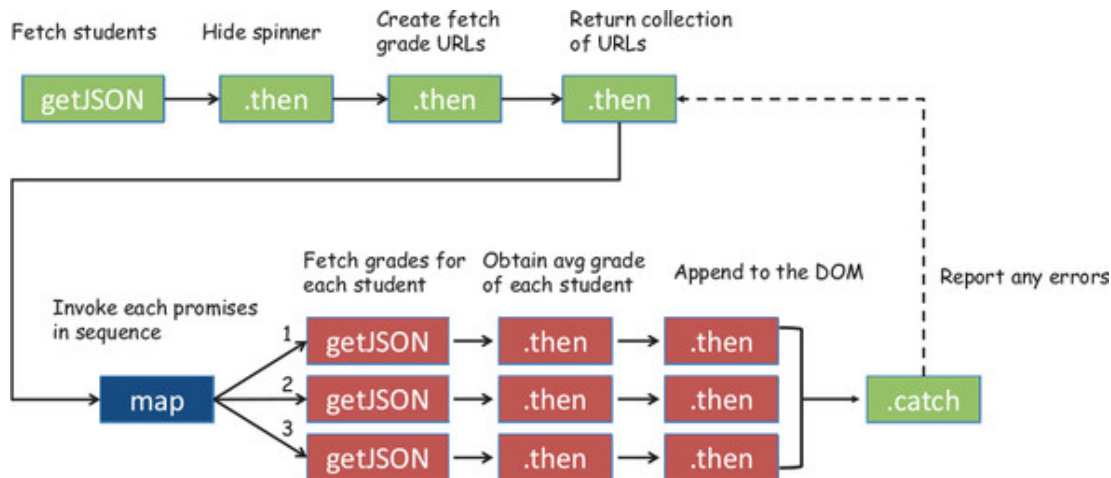 Fetch students
Hide spinner
Create fetch
grade URLs
Return collection
of URLs
getJSON
.then
.then
.then
Invoke each promises
in sequence
Fetch grades for
each student
Obtain avg grade
of each student
Append to the DOM
Report any errors
map
1
getJSON
.then
.then
2
getJSON
.then
.then
.catch
3
getJSON
.then
.then